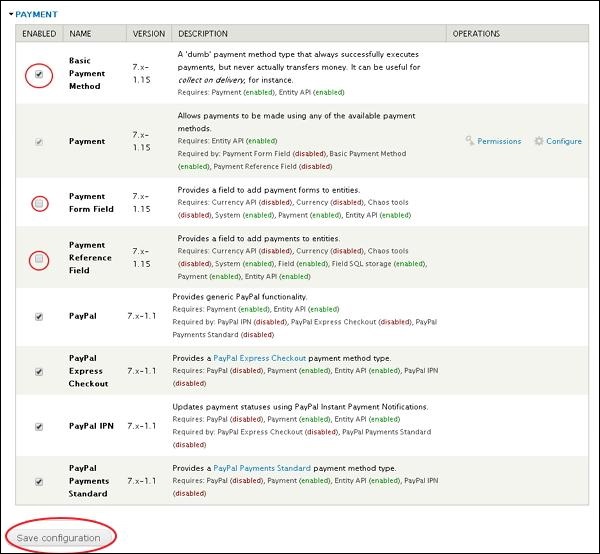 PAYMENT
ENABLED NAME VERSION DESCRIPTION OPERATIONS
Basic Payment Method
7.x-1.15
A 'dumb' payment method type that always successfully executes
payments, but never actually transfers money. It can be useful for
collect on delivery, for instance.
Requires: Payment (enabled), Entity API (enabled)
Payment
7.x-1.15
Allows payments to be made using any of the available payment
methods.
Requires: Entity API (enabled)
Required by: Payment Form Field (disabled), Basic Payment Method
(enabled), Payment Reference Field (disabled)
Permissions Configure
Payment Form Field
7.x-1.15
Provides a field to add payment forms to entities.
Requires: Currency API (disabled), Currency (disabled), Chaos tools
(disabled), System (enabled), Payment (enabled), Entity API (enabled)
Payment Reference Field
7.x-1.15
Provides a field to add payments to entities.
Requires: Currency API (disabled), Currency (disabled), Chaos tools
(disabled), System (enabled), Field (enabled), Field SQL storage (enabled),
Payment (enabled), Entity API (enabled)
PayPal
7.x-1.1
Provides generic PayPal functionality.
Requires: Payment (enabled), Entity API (enabled)
Required by: PayPal IPN (disabled), PayPal Express Checkout (disabled), PayPal
Payments Standard (disabled)
PayPal Express Checkout
7.x-1.1
Provides a PayPal Express Checkout payment method type.
Requires: PayPal (disabled), Payment (enabled), Entity API (enabled), PayPal IPN
(disabled)
PayPal IPN
7.x-1.1
Updates payment statuses using PayPal Instant Payment Notifications.
Requires: PayPal (disabled), Payment (enabled), Entity API (enabled)
Required by: PayPal Express Checkout (disabled), PayPal Payments Standard
(disabled)
PayPal Payments Standard
7.x-1.1
Provides a PayPal Payments Standard payment method type.
Requires: PayPal (disabled), Payment (enabled), Entity API (enabled), PayPal IPN
(disabled)
Save configuration